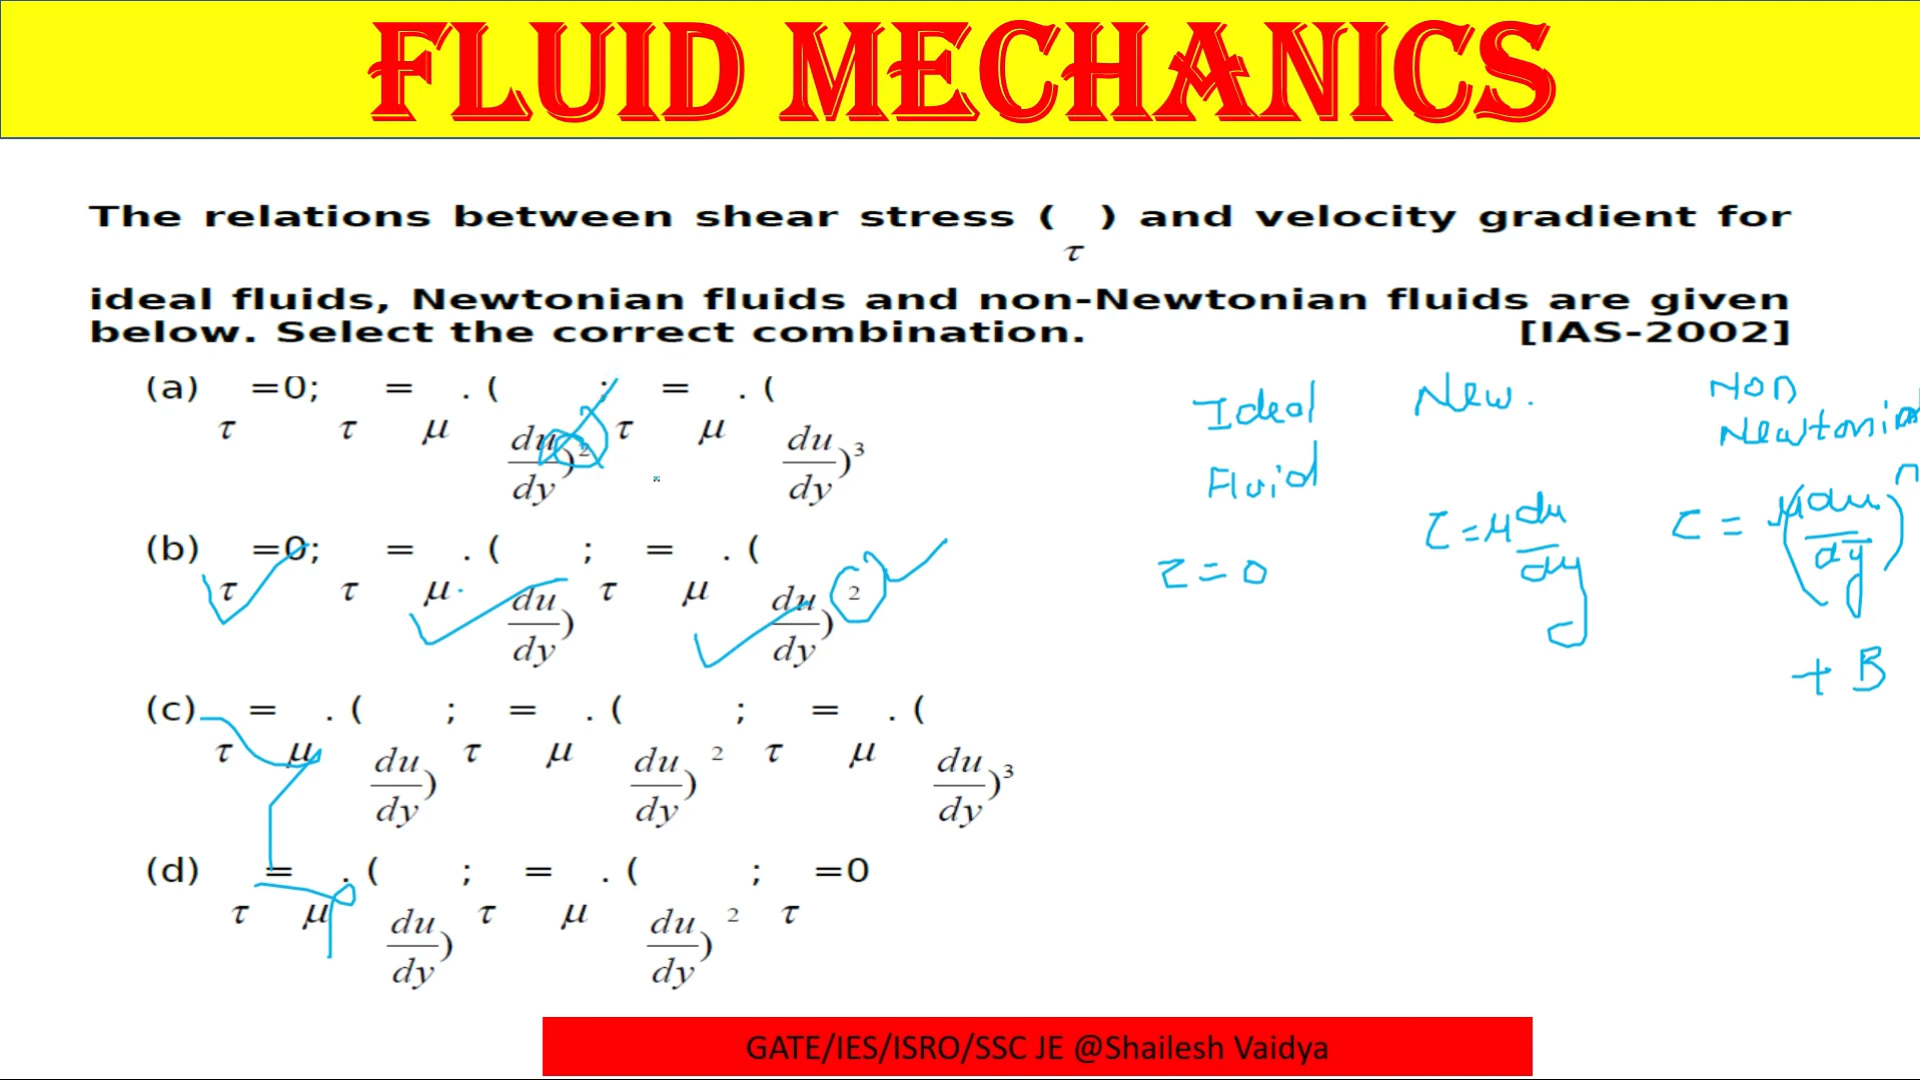 FLUID MECHANICS
The relations between shear stress (τ) and velocity gradient for
ideal fluids, Newtonian fluids and non-Newtonian fluids are given
below. Select the correct combination. [IAS-2002]
(a) τ =0; τ = μ . (du/dy)²; τ = μ . (du/dy)³
(b) τ =0; τ = μ . (du/dy); τ = μ . (du/dy)²
(c) τ = μ . (du/dy); τ = μ . (du/dy)²; τ = μ . (du/dy)³
(d) τ = μ . (du/dy); τ = μ . (du/dy)²; τ =0
Ideal
Fluid
τ = 0
New.
τ = μ du/dy
Non
Newtonian
τ = (μ du/dy)ⁿ
+ B
GATE/IES/ISRO/SSC JE @Shailesh Vaidya